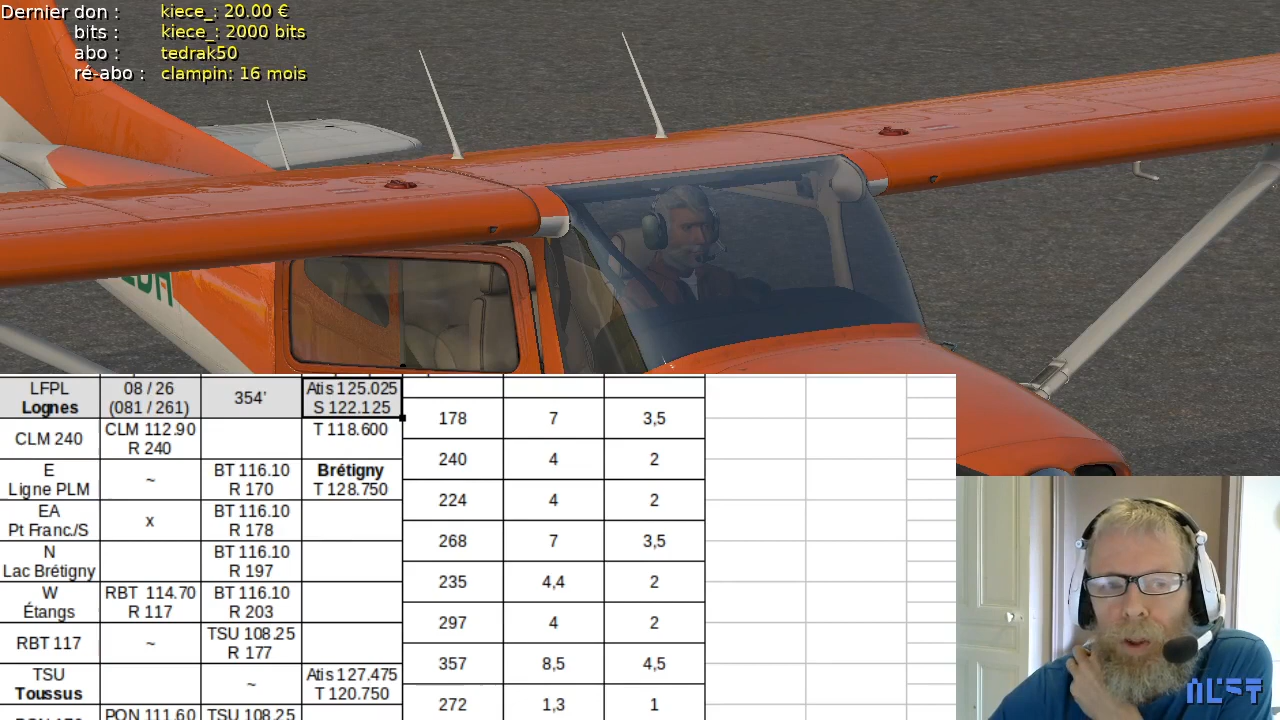 Dernier don : kiece_: 20.00 €
bits : kiece_: 2000 bits
abo : tedrak50
ré-abo : clampin: 16 mois
LFPL
Lognes
08 / 26
(081 / 261)
354'
Atis 125.025
S 122.125
178 7 3,5
CLM 240
CLM 112.90
R 240
T 118.600
240 4 2
E
Ligne PLM
~
BT 116.10
R 170
Brétigny
T 128.750
224 4 2
EA
Pt Franc./S
x
BT 116.10
R 178
268 7 3,5
N
Lac Brétigny
BT 116.10
R 197
235 4,4 2
W
Étangs
RBT 114.70
R 117
BT 116.10
R 203
297 4 2
RBT 117
~
TSU 108.25
R 177
357 8,5 4,5
TSU
Toussus
~
Atis 127.475
T 120.750
272 1,3 1
PON 111.60
TSU 108.25